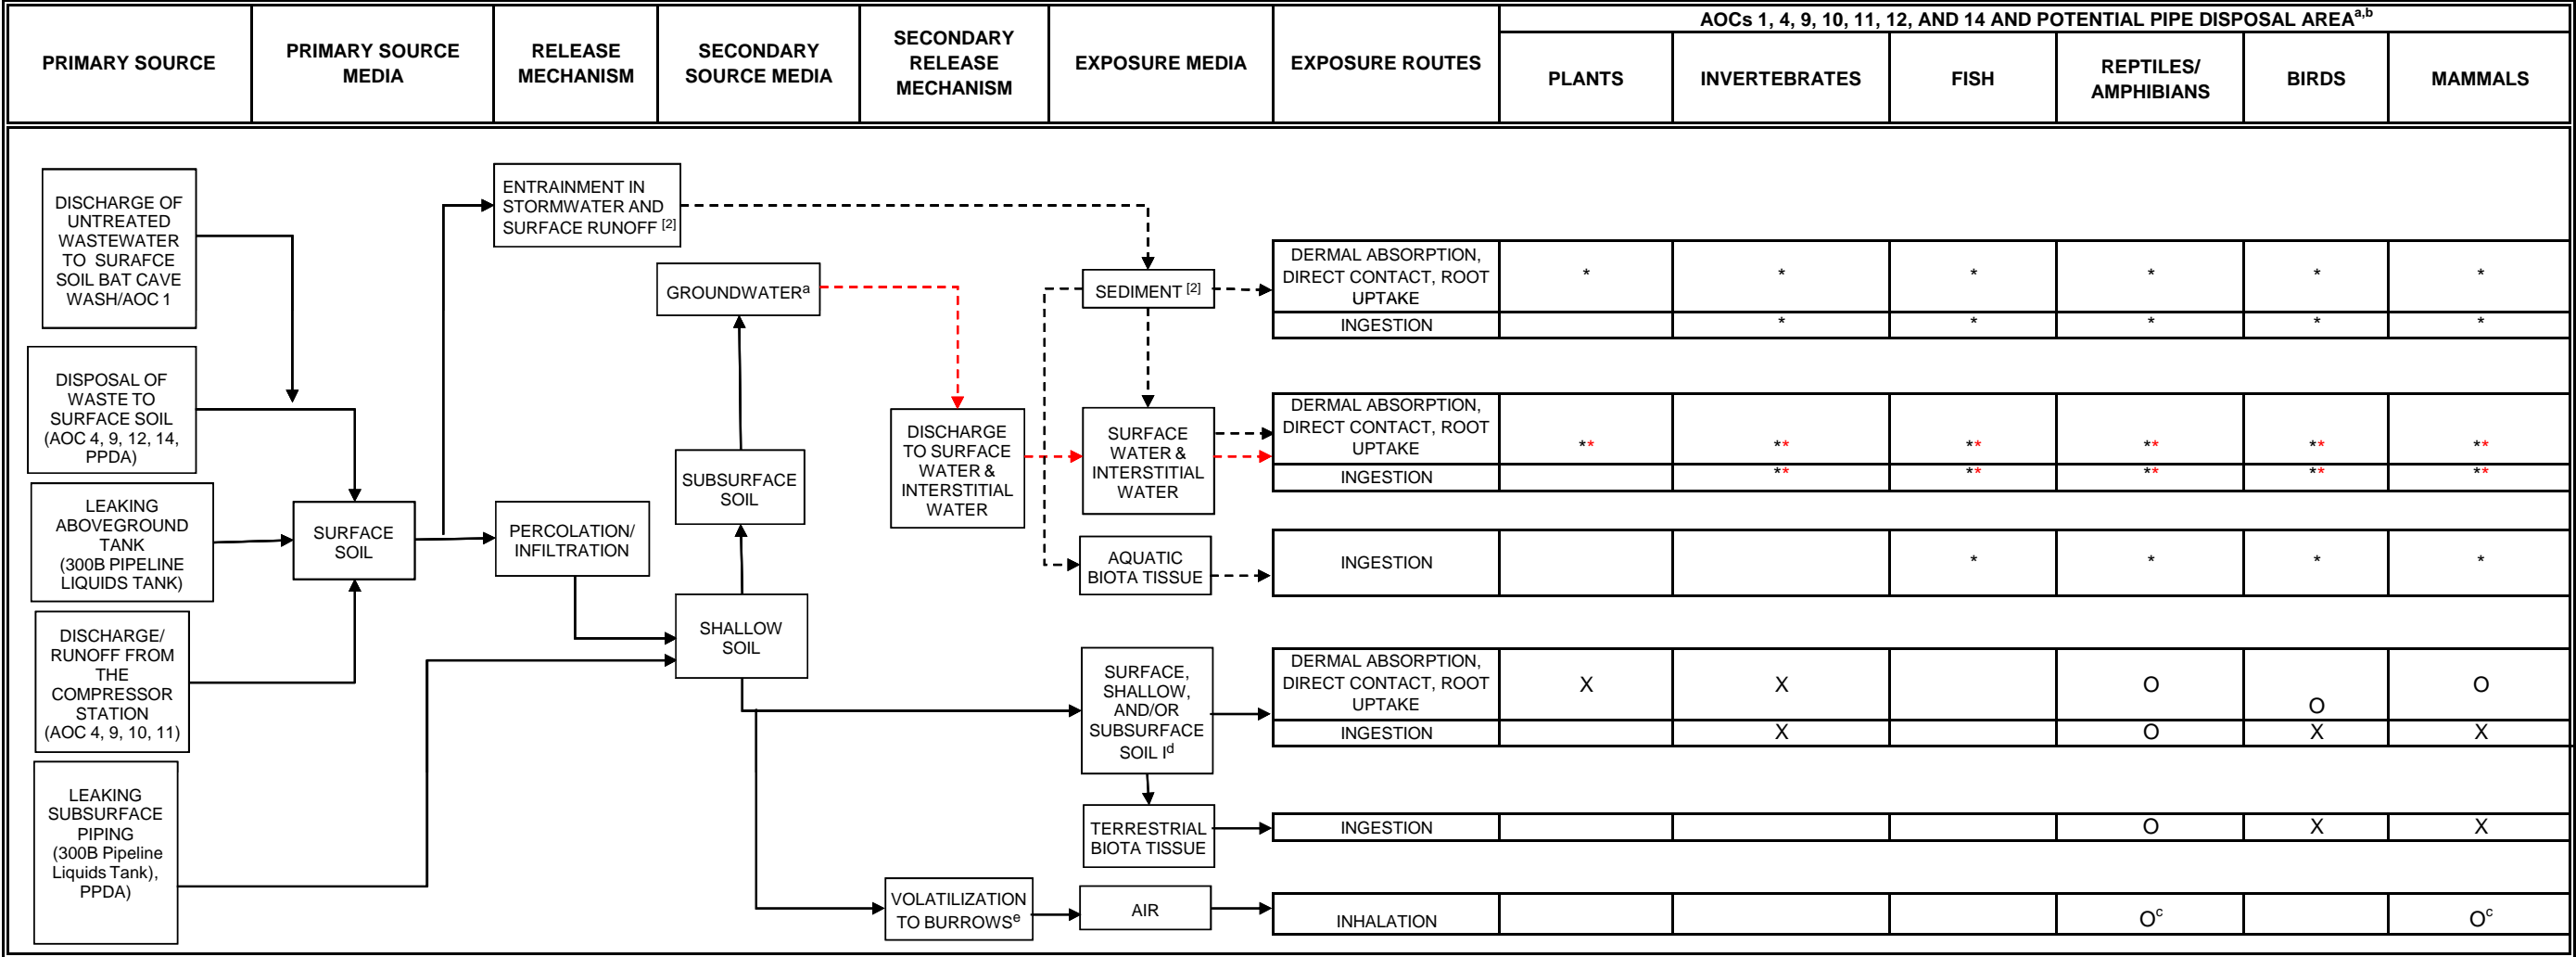 AOCs 1, 4, 9, 10, 11, 12, AND 14 AND POTENTIAL PIPE DISPOSAL AREAa,b
PRIMARY SOURCE
PRIMARY SOURCE
MEDIA
RELEASE
MECHANISM
SECONDARY
SOURCE MEDIA
SECONDARY
RELEASE
MECHANISM
EXPOSURE MEDIA
EXPOSURE ROUTES
PLANTS
INVERTEBRATES
FISH
REPTILES/
AMPHIBIANS
BIRDS
MAMMALS
DISCHARGE OF
UNTREATED
WASTEWATER
TO SURAFCE
SOIL BAT CAVE
WASH/AOC 1
DISPOSAL OF
WASTE TO
SURFACE SOIL
(AOC 4, 9, 12, 14,
PPDA)
LEAKING
ABOVEGROUND
TANK
(300B PIPELINE
LIQUIDS TANK)
DISCHARGE/
RUNOFF FROM
THE
COMPRESSOR
STATION
(AOC 4, 9, 10, 11)
LEAKING
SUBSURFACE
PIPING
(300B Pipeline
Liquids Tank),
PPDA)
SURFACE
SOIL
ENTRAINMENT IN
STORMWATER AND
SURFACE RUNOFF [2]
PERCOLATION/
INFILTRATION
GROUNDWATERa
SUBSURFACE
SOIL
SHALLOW
SOIL
DISCHARGE
TO SURFACE
WATER &
INTERSTITIAL
WATER
VOLATILIZATION
TO BURROWSe
SEDIMENT [2]
SURFACE
WATER &
INTERSTITIAL
WATER
AQUATIC
BIOTA TISSUE
SURFACE,
SHALLOW,
AND/OR
SUBSURFACE
SOIL Id
TERRESTRIAL
BIOTA TISSUE
AIR
DERMAL ABSORPTION,
DIRECT CONTACT, ROOT
UPTAKE
* * * * * *
INGESTION * * * * *
DERMAL ABSORPTION,
DIRECT CONTACT, ROOT
UPTAKE
** ** ** ** ** **
INGESTION ** ** ** ** **
INGESTION * * * *
DERMAL ABSORPTION,
DIRECT CONTACT, ROOT
UPTAKE
X X O O O
INGESTION X O X X
INGESTION O X X
INHALATION Oc Oc